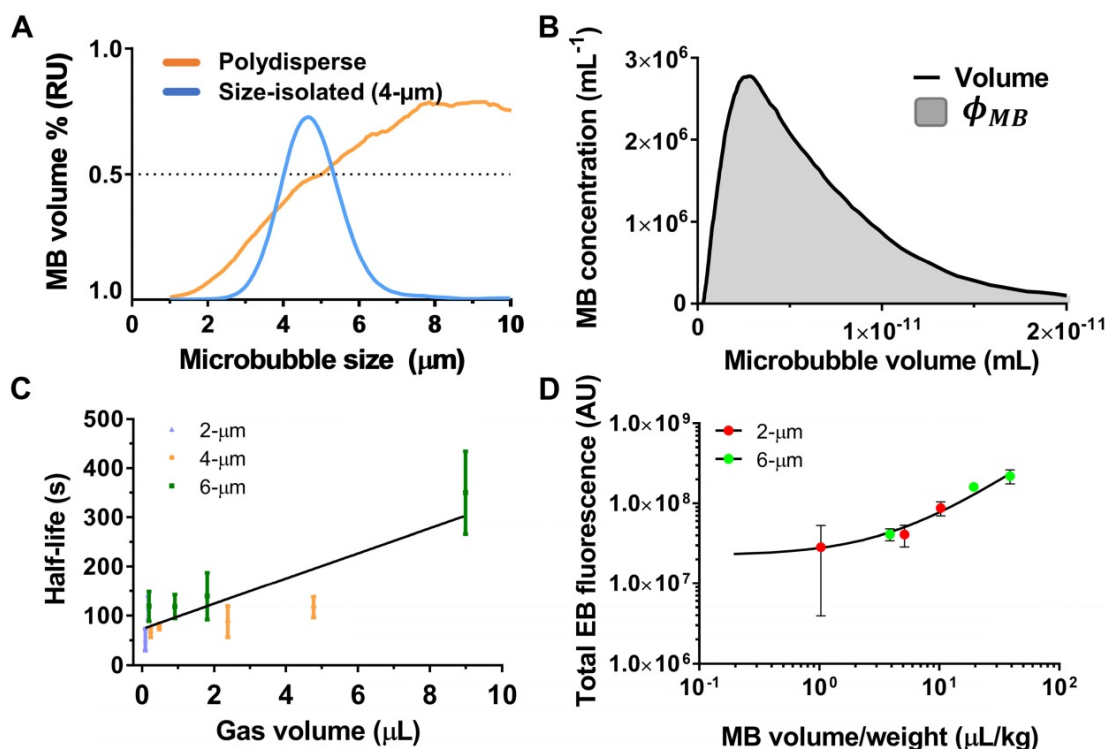 A
MB volume % (RU)
1.0
0.5
1.0
0 2 4 6 8 10
Microbubble size (μm)
Polydisperse
Size-isolated (4-μm)
B
MB concentration (mL⁻¹)
3×10⁶
2×10⁶
1×10⁶
0
0 1×10⁻¹¹ 2×10⁻¹¹
Microbubble volume (mL)
Volume
ϕ_MB
C
Half-life (s)
500
400
300
200
100
0
0 2 4 6 8 10
Gas volume (μL)
2-μm
4-μm
6-μm
D
Total EB fluorescence (AU)
1.0×10⁹
1.0×10⁸
1.0×10⁷
1.0×10⁶
10⁻¹ 10⁰ 10¹ 10²
MB volume/weight (μL/kg)
2-μm
6-μm